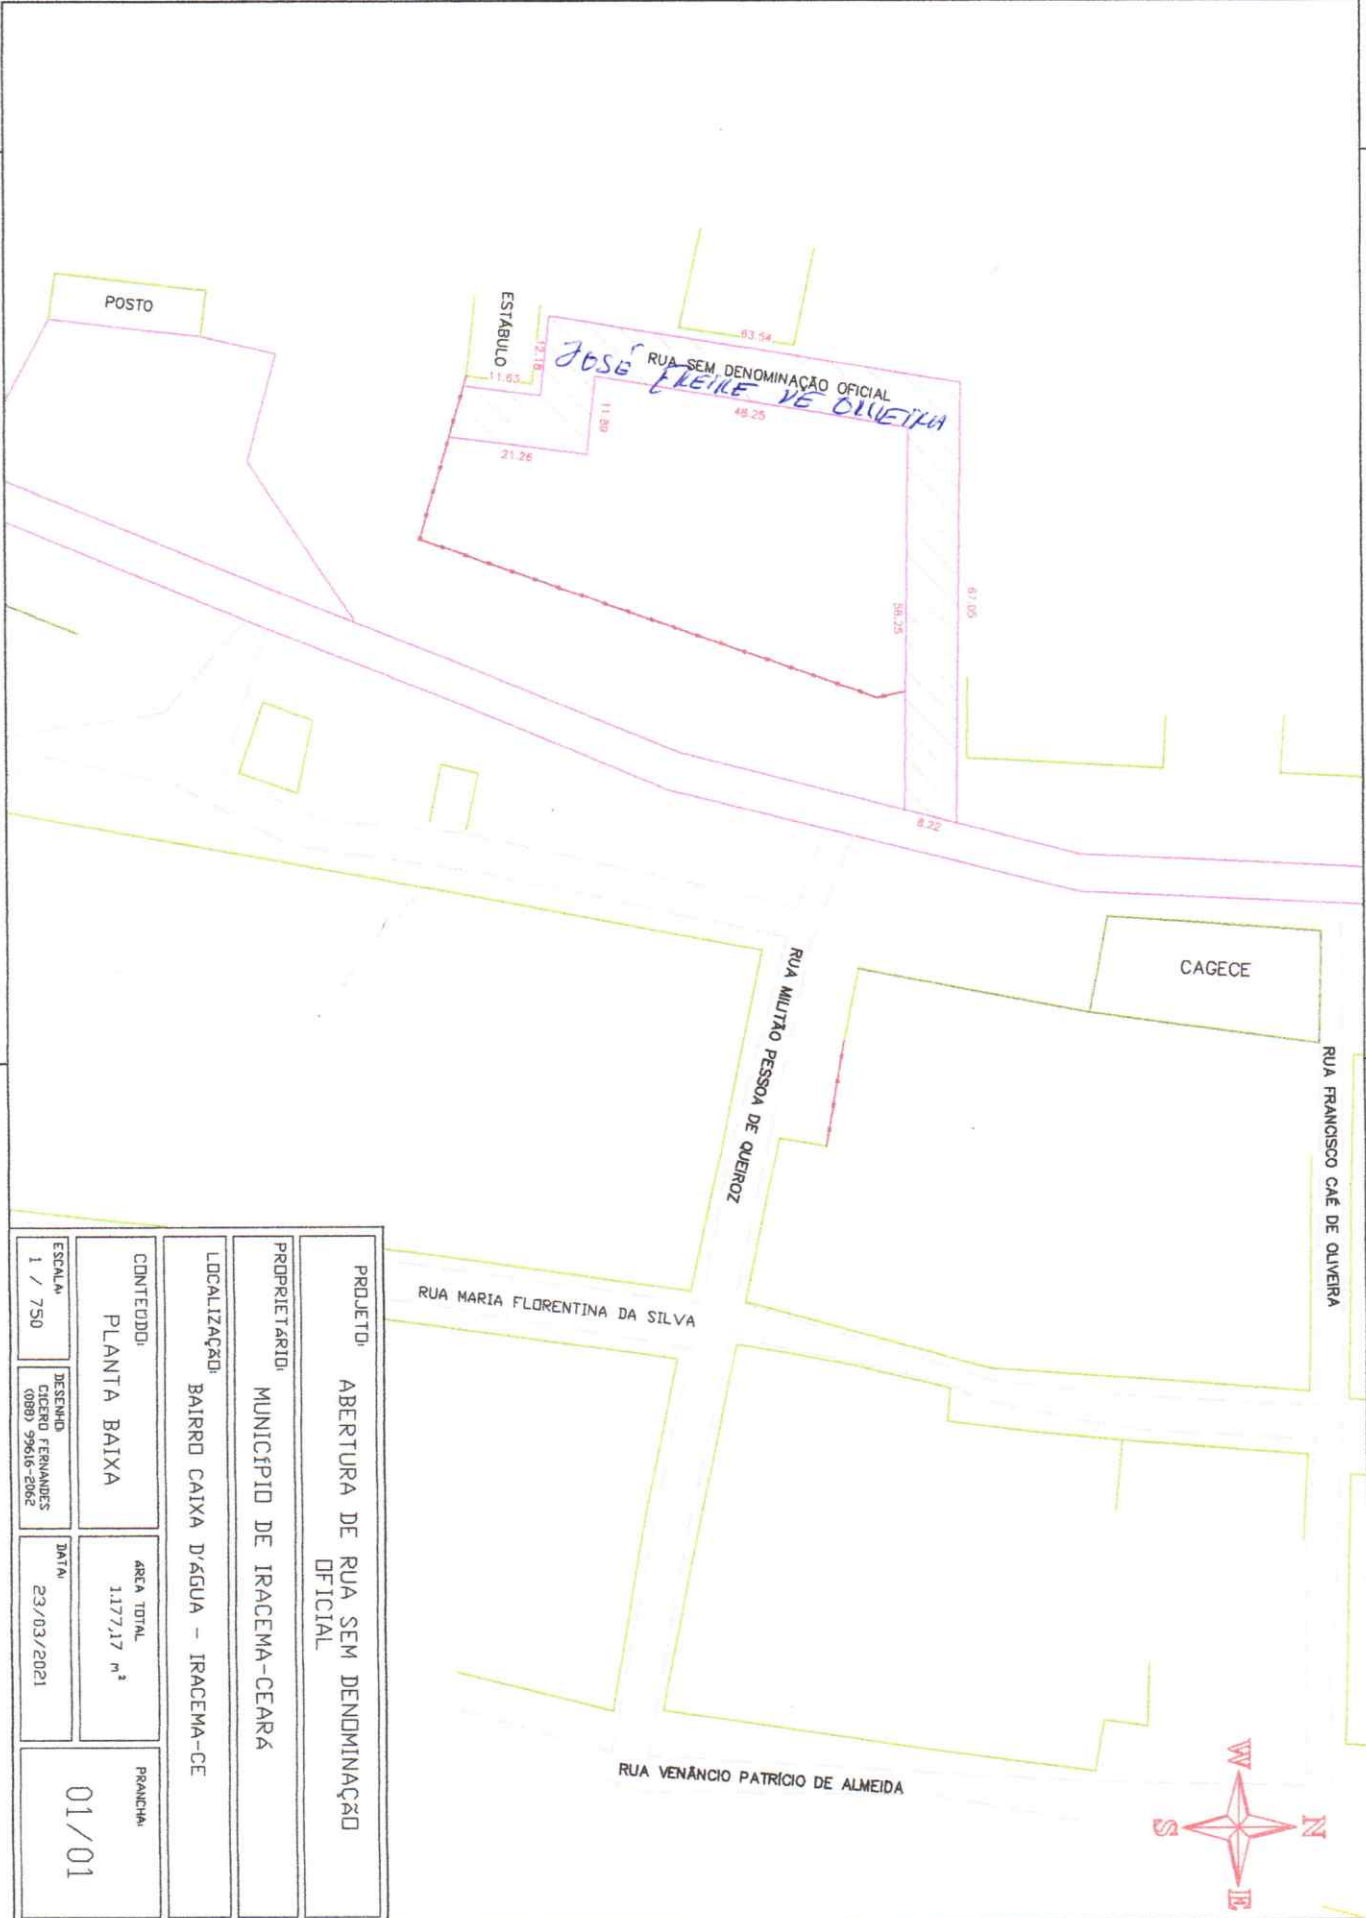 POSTO
ESTÁBULO
12.18
11.63
21.26
11.89
63.54
RUA SEM DENOMINAÇÃO OFICIAL
JOSÉ FREIRE DE OLIVEIRA
48.25
67.05
58.25
8.22
CAGECE
RUA MILITÃO PESSOA DE QUEIROZ
RUA FRANCISCO CAÉ DE OLIVEIRA
RUA MARIA FLORENTINA DA SILVA
RUA VENÂNCIO PATRÍCIO DE ALMEIDA
W
N
S
E
PROJETO:
ABERTURA DE RUA SEM DENOMINAÇÃO
OFICIAL
PROPRIETÁRIO:
MUNICÍPIO DE IRACEMA-CEARÁ
LOCALIZAÇÃO:
BAIRRO CAIXA D'ÁGUA - IRACEMA-CE
CONTEÚDO:
PLANTA BAIXA
ÁREA TOTAL
1.177,17 m²
PRANCHA:
01/01
ESCALA:
1 / 750
DESENHO:
CÍCERO FERNANDES
(088) 99616-2062
DATA:
23/03/2021